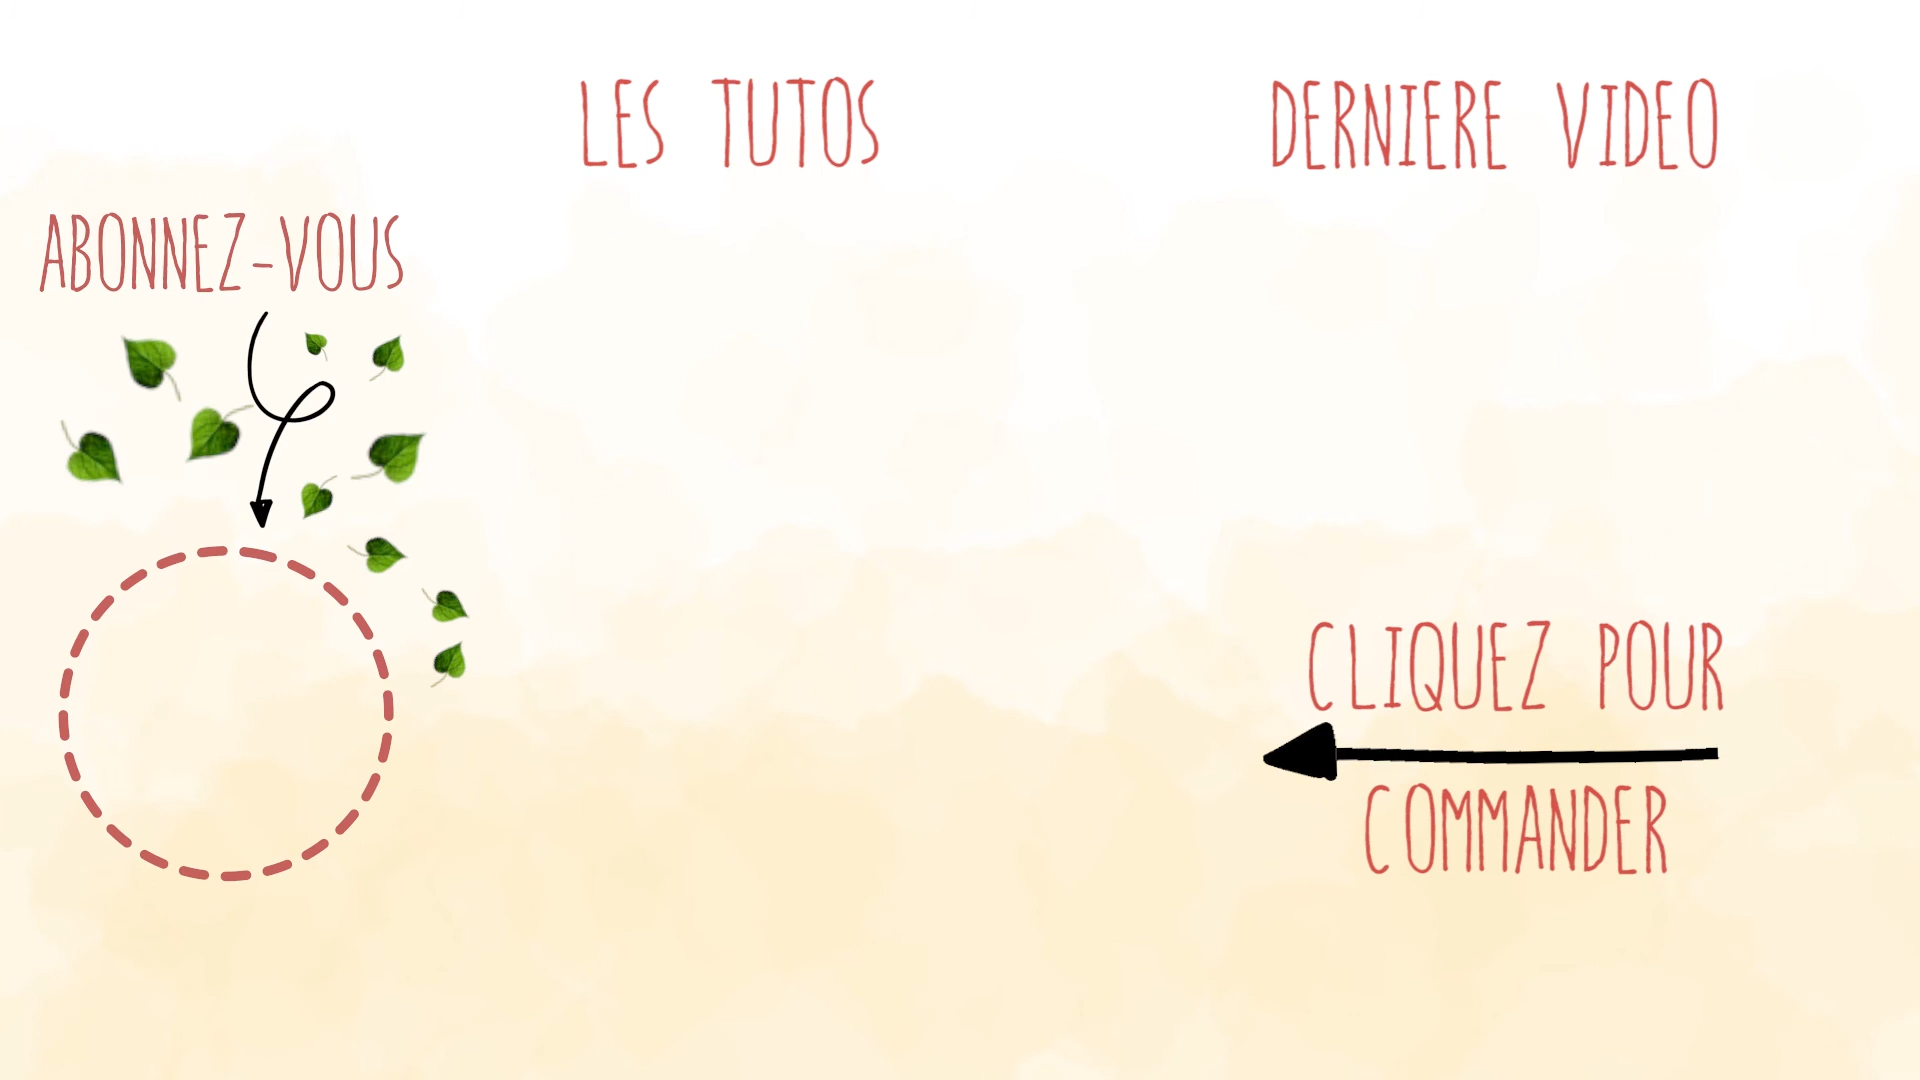 LES TUTOS
DERNIERE VIDEO
ABONNEZ-VOUS
CLIQUEZ POUR
COMMANDER